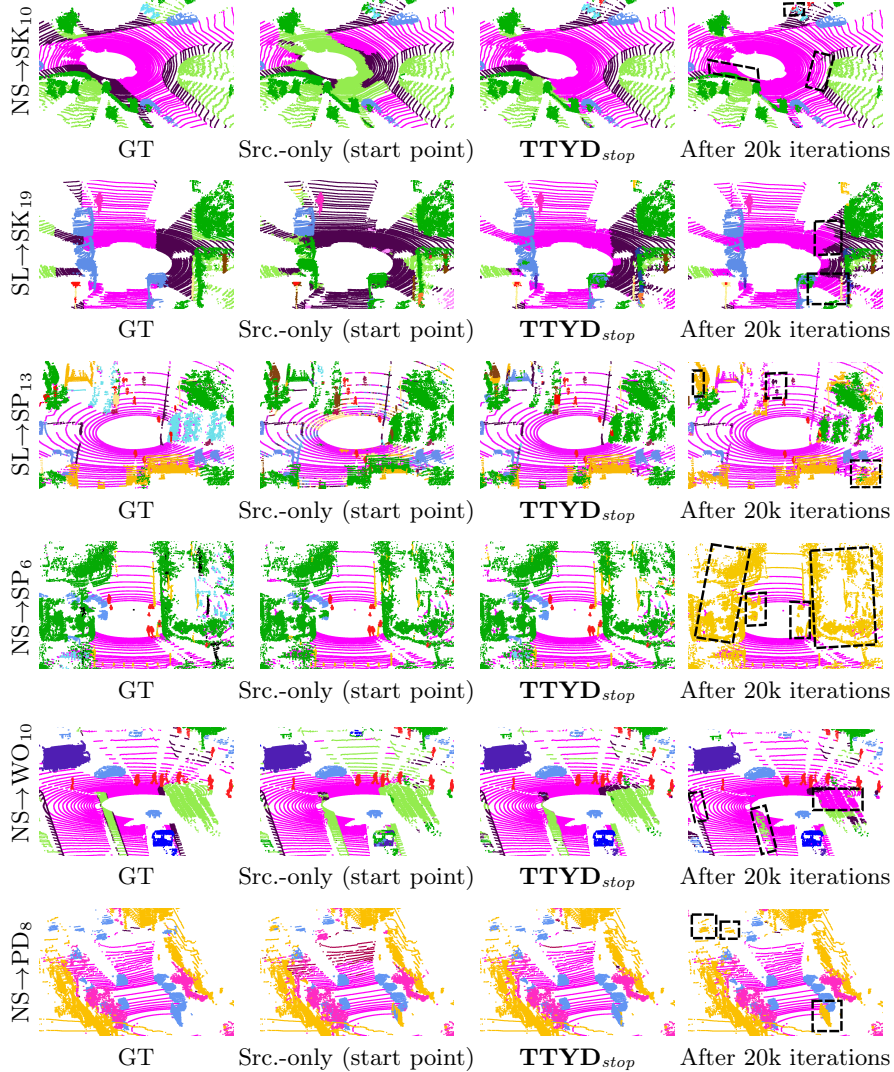 NS→SK10
GT Src.-only (start point) TTYDstop After 20k iterations
SL→SK19
GT Src.-only (start point) TTYDstop After 20k iterations
SL→SP13
GT Src.-only (start point) TTYDstop After 20k iterations
NS→SP6
GT Src.-only (start point) TTYDstop After 20k iterations
NS→WO10
GT Src.-only (start point) TTYDstop After 20k iterations
NS→PD8
GT Src.-only (start point) TTYDstop After 20k iterations